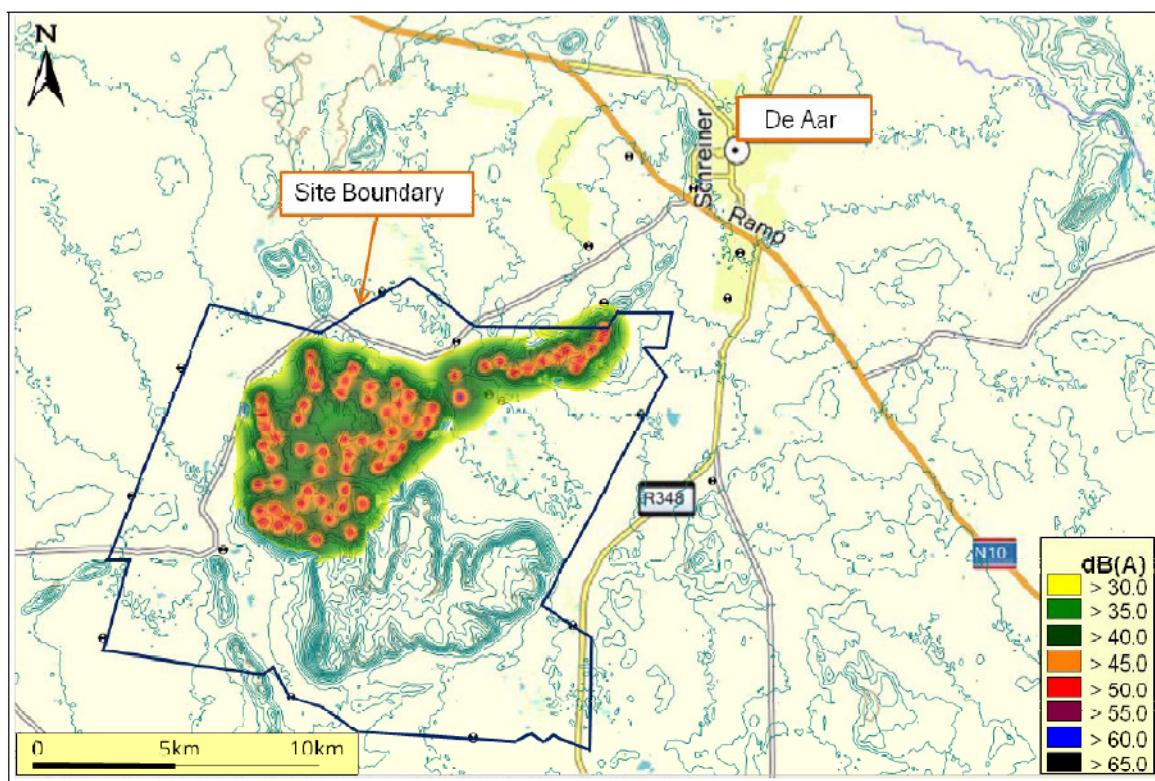 N
De Aar
Schreiner
Site Boundary
Ramp
R348
N10
dB(A)
> 30.0
> 35.0
> 40.0
> 45.0
> 50.0
> 55.0
> 60.0
> 65.0
0 5km 10km